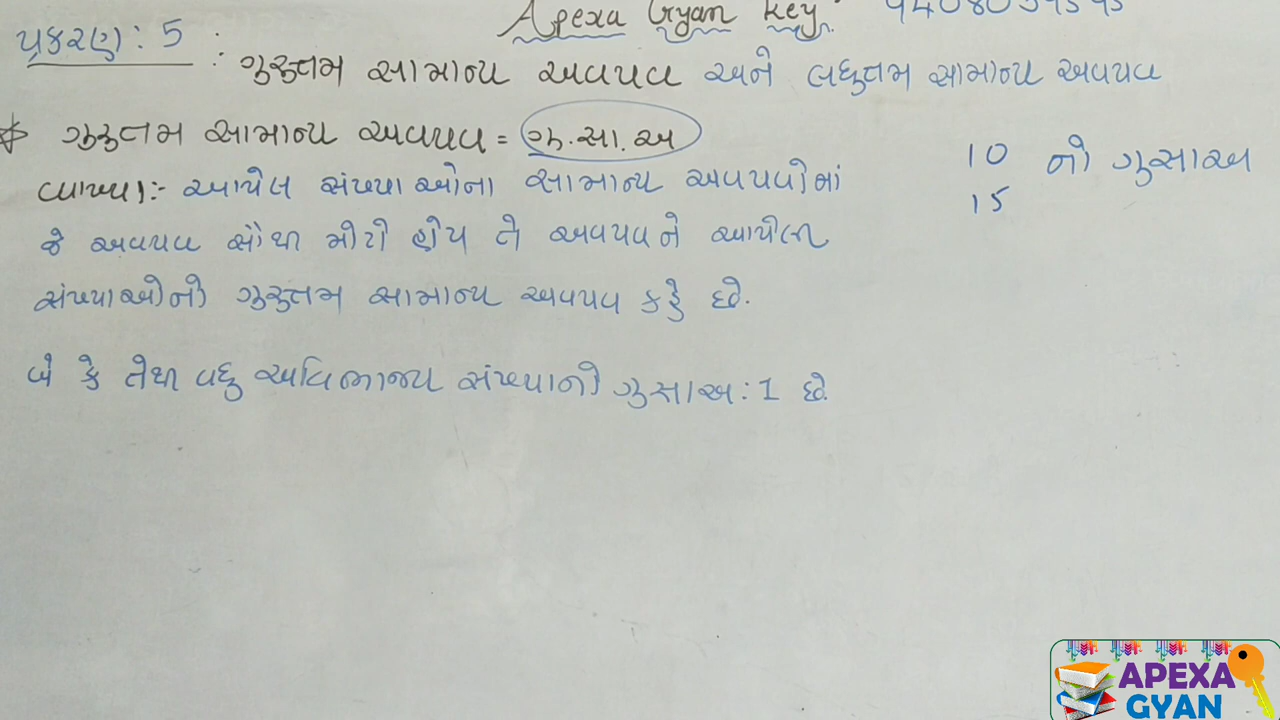 Apexa Gyan Key
પ્રકરણ : 5 : ગુરુત્તમ સામાન્ય અવયવ અને લઘુત્તમ સામાન્ય અવયવ
ગુરુત્તમ સામાન્ય અવયવ = ગુ.સા.અ
વ્યાખ્યા :- આપેલ સંખ્યાઓના સામાન્ય અવયવોમાં
જે અવયવ સૌથી મોટો હોય તે અવયવને આપેલી
સંખ્યાઓનો ગુરુત્તમ સામાન્ય અવયવ કહે છે.
બે કે તેથી વધુ અવિભાજ્ય સંખ્યાનો ગુસાઅ : 1 છે.
10 નો ગુસાઅ
15
APEXA
GYAN